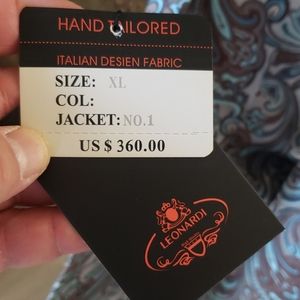 HAND TAILORED
ITALIAN DESIEN FABRIC
SIZE: XL
COL:
JACKET: NO.1
US $ 360.00
LEONARDI